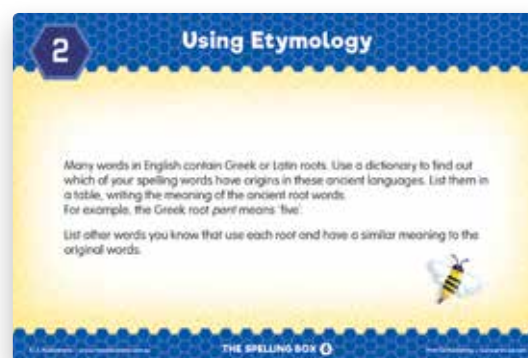 2
Using Etymology
Many words in English contain Greek or Latin roots. Use a dictionary to find out
which of your spelling words have origins in these ancient languages. List them in
a table, writing the meaning of the ancient root words.
For example, the Greek root pent means 'five'.
List other words you know that use each root and have a similar meaning to the
original words.
THE SPELLING BOX